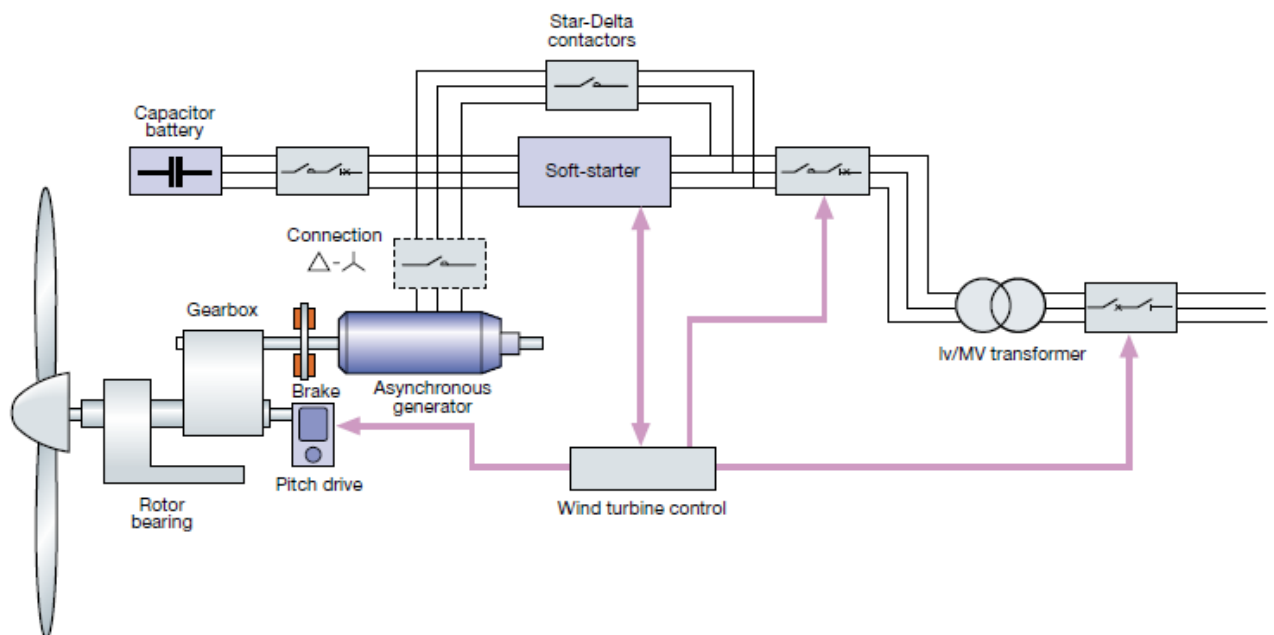 Star-Delta
contactors
Capacitor
battery
Soft-starter
Connection
△-⅄
Gearbox
Brake
Asynchronous
generator
lv/MV transformer
Pitch drive
Rotor
bearing
Wind turbine control